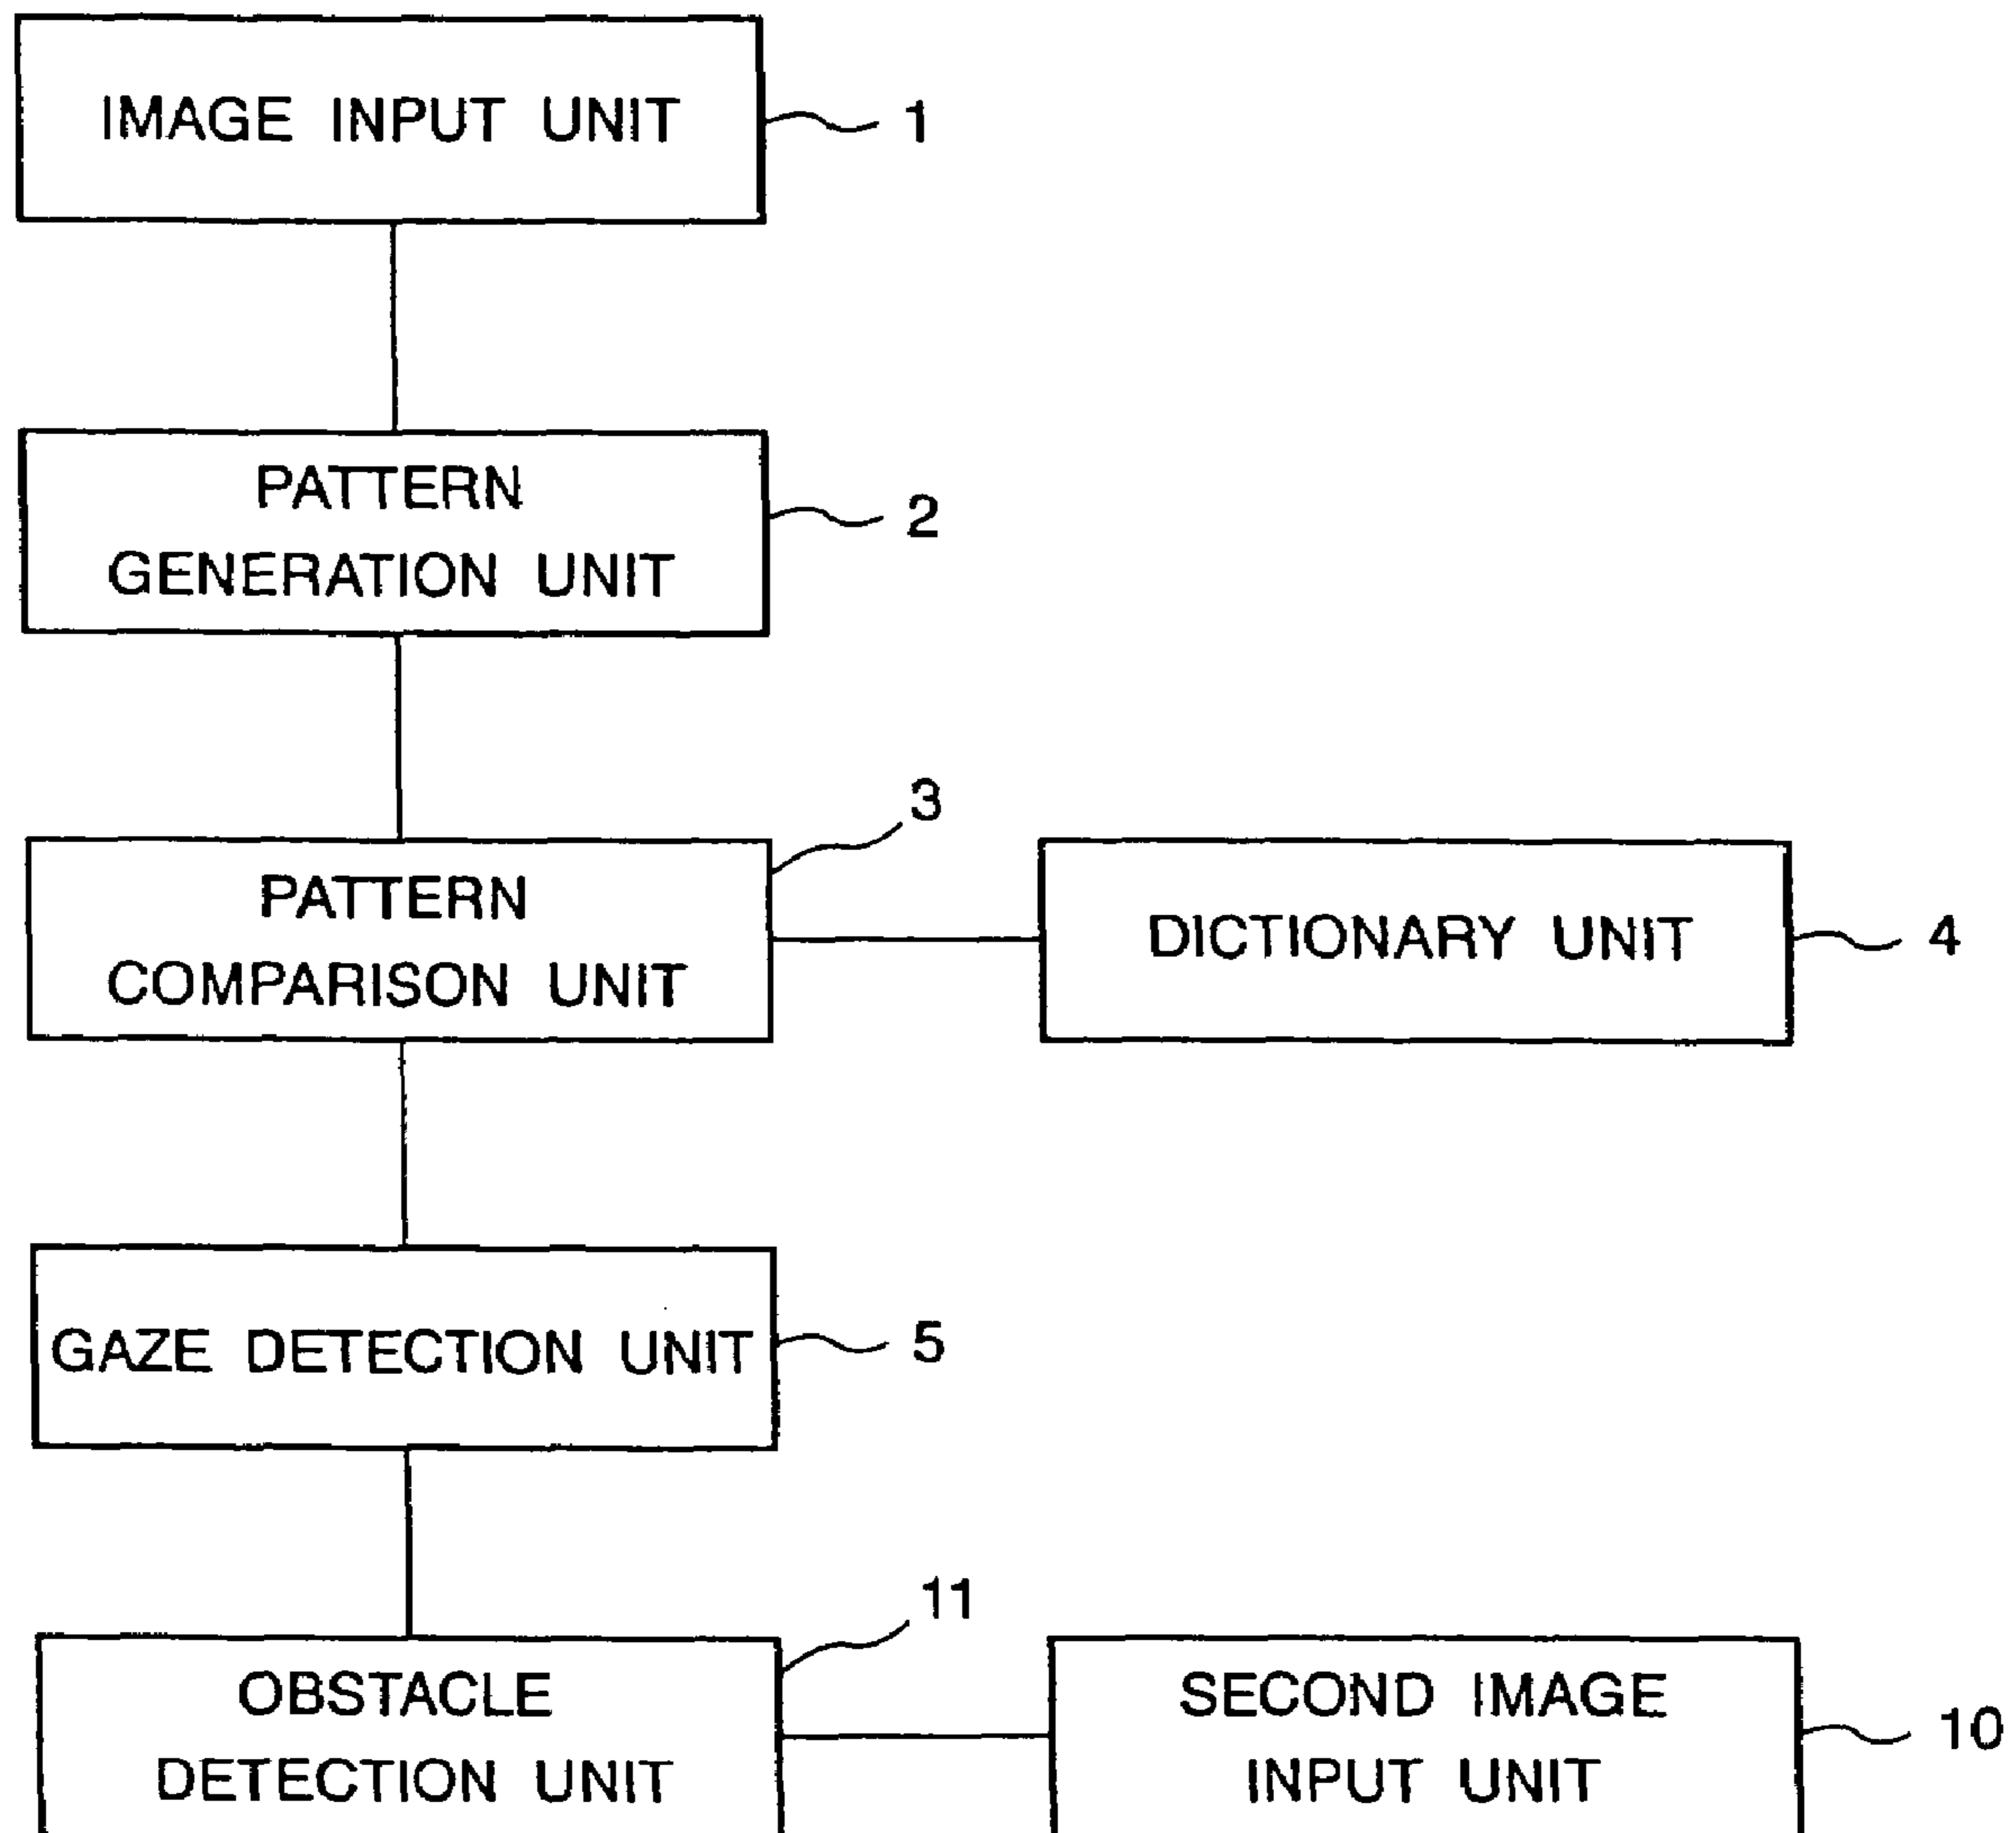 IMAGE INPUT UNIT
1
PATTERN
GENERATION UNIT
2
3
PATTERN
COMPARISON UNIT
DICTIONARY UNIT
4
GAZE DETECTION UNIT
5
11
OBSTACLE
DETECTION UNIT
SECOND IMAGE
INPUT UNIT
10